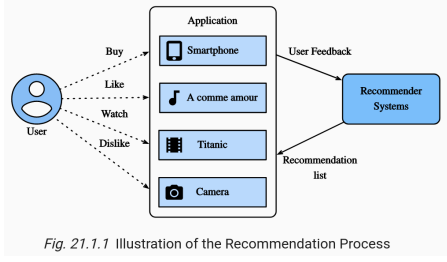 Application
Buy
Smartphone
User Feedback
Like
A comme amour
Recommender
Systems
Watch
User
Dislike
Titanic
Recommendation
list
Camera
Fig. 21.1.1 Illustration of the Recommendation Process